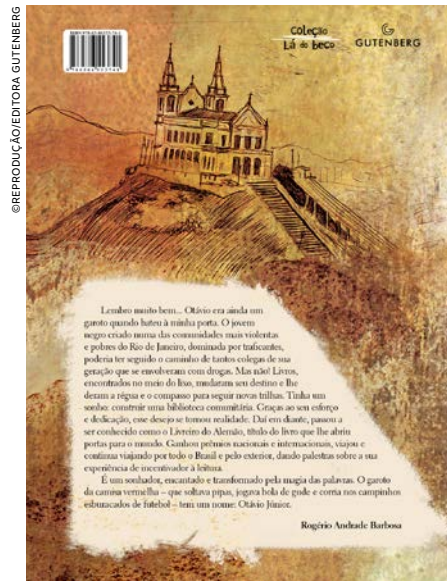 ©REPRODUÇÃO/EDITORA GUTENBERG
Coleção
Lá do beco
GUTENBERG
Lembro muito bem... Otávio era ainda um
garoto quando bateu à minha porta. O jovem
negro criado numa das comunidades mais violentas
e pobres do Rio de Janeiro, dominada por traficantes,
poderia ter seguido o caminho de tantos colegas de sua
geração que se envolveram com drogas. Mas não! Livros,
encontrados no meio do lixo, mudaram seu destino e lhe
deram a régua e o compasso para seguir novas trilhas. Tinha um
sonho: construir uma biblioteca comunitária. Graças ao seu esforço
e dedicação, esse desejo se tornou realidade. Daí em diante, passou a
ser conhecido como o Livreiro do Alemão, título do livro que lhe abriu
portas para o mundo. Ganhou prêmios nacionais e internacionais, viajou e
continua viajando por todo o Brasil e pelo exterior, dando palestras sobre a sua
experiência de incentivador à leitura.
É um sonhador, encantado e transformado pela magia das palavras. O garoto
da camisa vermelha – que soltava pipas, jogava bola de gude e corria nos campinhos
esburacados de futebol – tem um nome: Otávio Júnior.
Rogério Andrade Barbosa